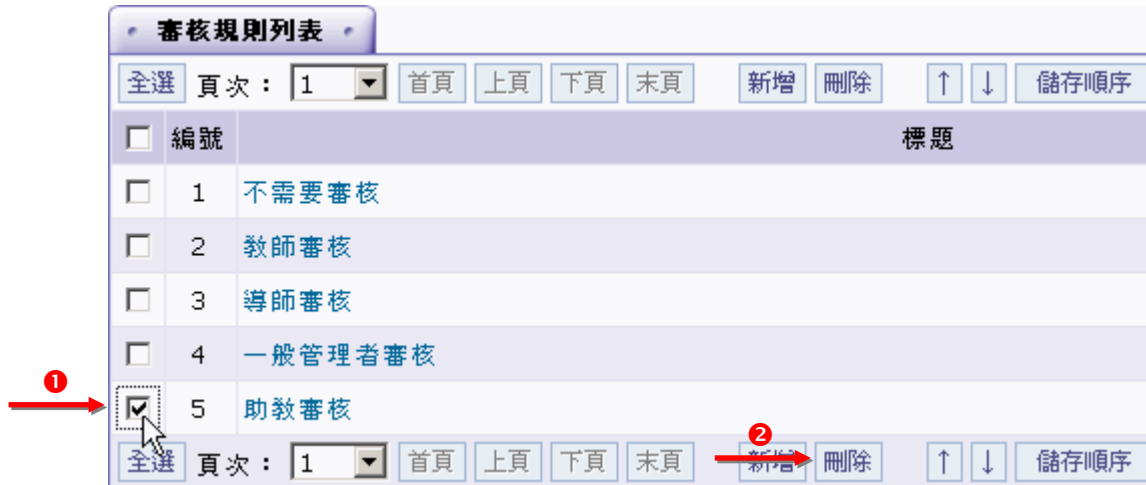 審核規則列表
全選 頁次： 1 首頁 上頁 下頁 末頁 新增 刪除 ↑ ↓ 儲存順序
編號 標題
1 不需要審核
2 教師審核
3 導師審核
4 一般管理者審核
❶
5 助教審核
❷
全選 頁次： 1 首頁 上頁 下頁 末頁 新增 刪除 ↑ ↓ 儲存順序